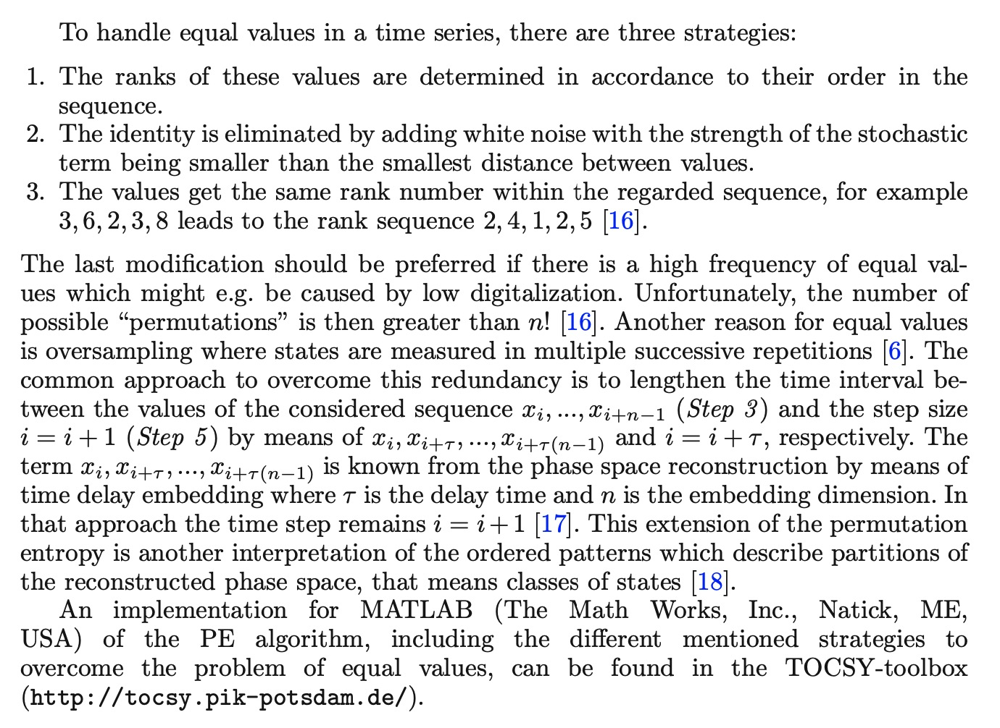 To handle equal values in a time series, there are three strategies:
1. The ranks of these values are determined in accordance to their order in the
sequence.
2. The identity is eliminated by adding white noise with the strength of the stochastic
term being smaller than the smallest distance between values.
3. The values get the same rank number within the regarded sequence, for example
3, 6, 2, 3, 8 leads to the rank sequence 2, 4, 1, 2, 5 [16].
The last modification should be preferred if there is a high frequency of equal val-
ues which might e.g. be caused by low digitalization. Unfortunately, the number of
possible “permutations” is then greater than n! [16]. Another reason for equal values
is oversampling where states are measured in multiple successive repetitions [6]. The
common approach to overcome this redundancy is to lengthen the time interval be-
tween the values of the considered sequence x_i, ..., x_{i+n−1} (Step 3) and the step size
i = i + 1 (Step 5) by means of x_i, x_{i+τ}, ..., x_{i+τ(n−1)} and i = i + τ, respectively. The
term x_i, x_{i+τ}, ..., x_{i+τ(n−1)} is known from the phase space reconstruction by means of
time delay embedding where τ is the delay time and n is the embedding dimension. In
that approach the time step remains i = i + 1 [17]. This extension of the permutation
entropy is another interpretation of the ordered patterns which describe partitions of
the reconstructed phase space, that means classes of states [18].
An implementation for MATLAB (The Math Works, Inc., Natick, ME,
USA) of the PE algorithm, including the different mentioned strategies to
overcome the problem of equal values, can be found in the TOCSY-toolbox
(http://tocsy.pik-potsdam.de/).